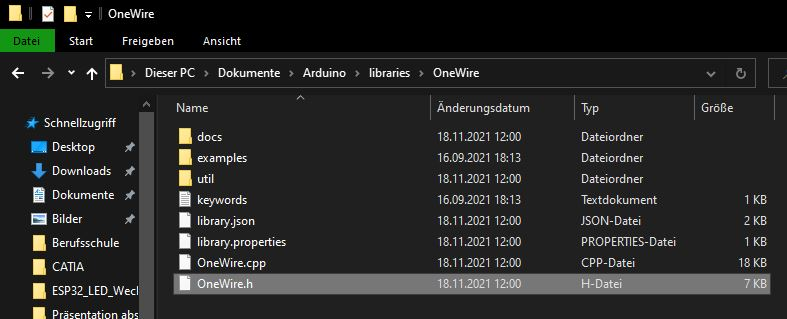 OneWire
Datei Start Freigeben Ansicht
Dieser PC Dokumente Arduino libraries OneWire
Name Änderungsdatum Typ Größe
Schnellzugriff
Desktop
Downloads
Dokumente
Bilder
Berufsschule
CATIA
ESP32_LED_Wecl
Präsentation abs
docs 18.11.2021 12:00 Dateiordner
examples 16.09.2021 18:13 Dateiordner
util 18.11.2021 12:00 Dateiordner
keywords 16.09.2021 18:13 Textdokument 1 KB
library.json 18.11.2021 12:00 JSON-Datei 2 KB
library.properties 18.11.2021 12:00 PROPERTIES-Datei 1 KB
OneWire.cpp 18.11.2021 12:00 CPP-Datei 18 KB
OneWire.h 18.11.2021 12:00 H-Datei 7 KB